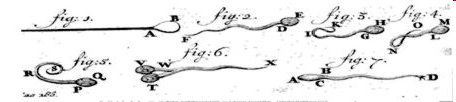 fig: 1. B A
fig: 2. F D E
fig: 3. I K G H
fig: 4. N O L M
fig: 5. R S P Q
fig: 6. V W T X
fig: 7. A B C D